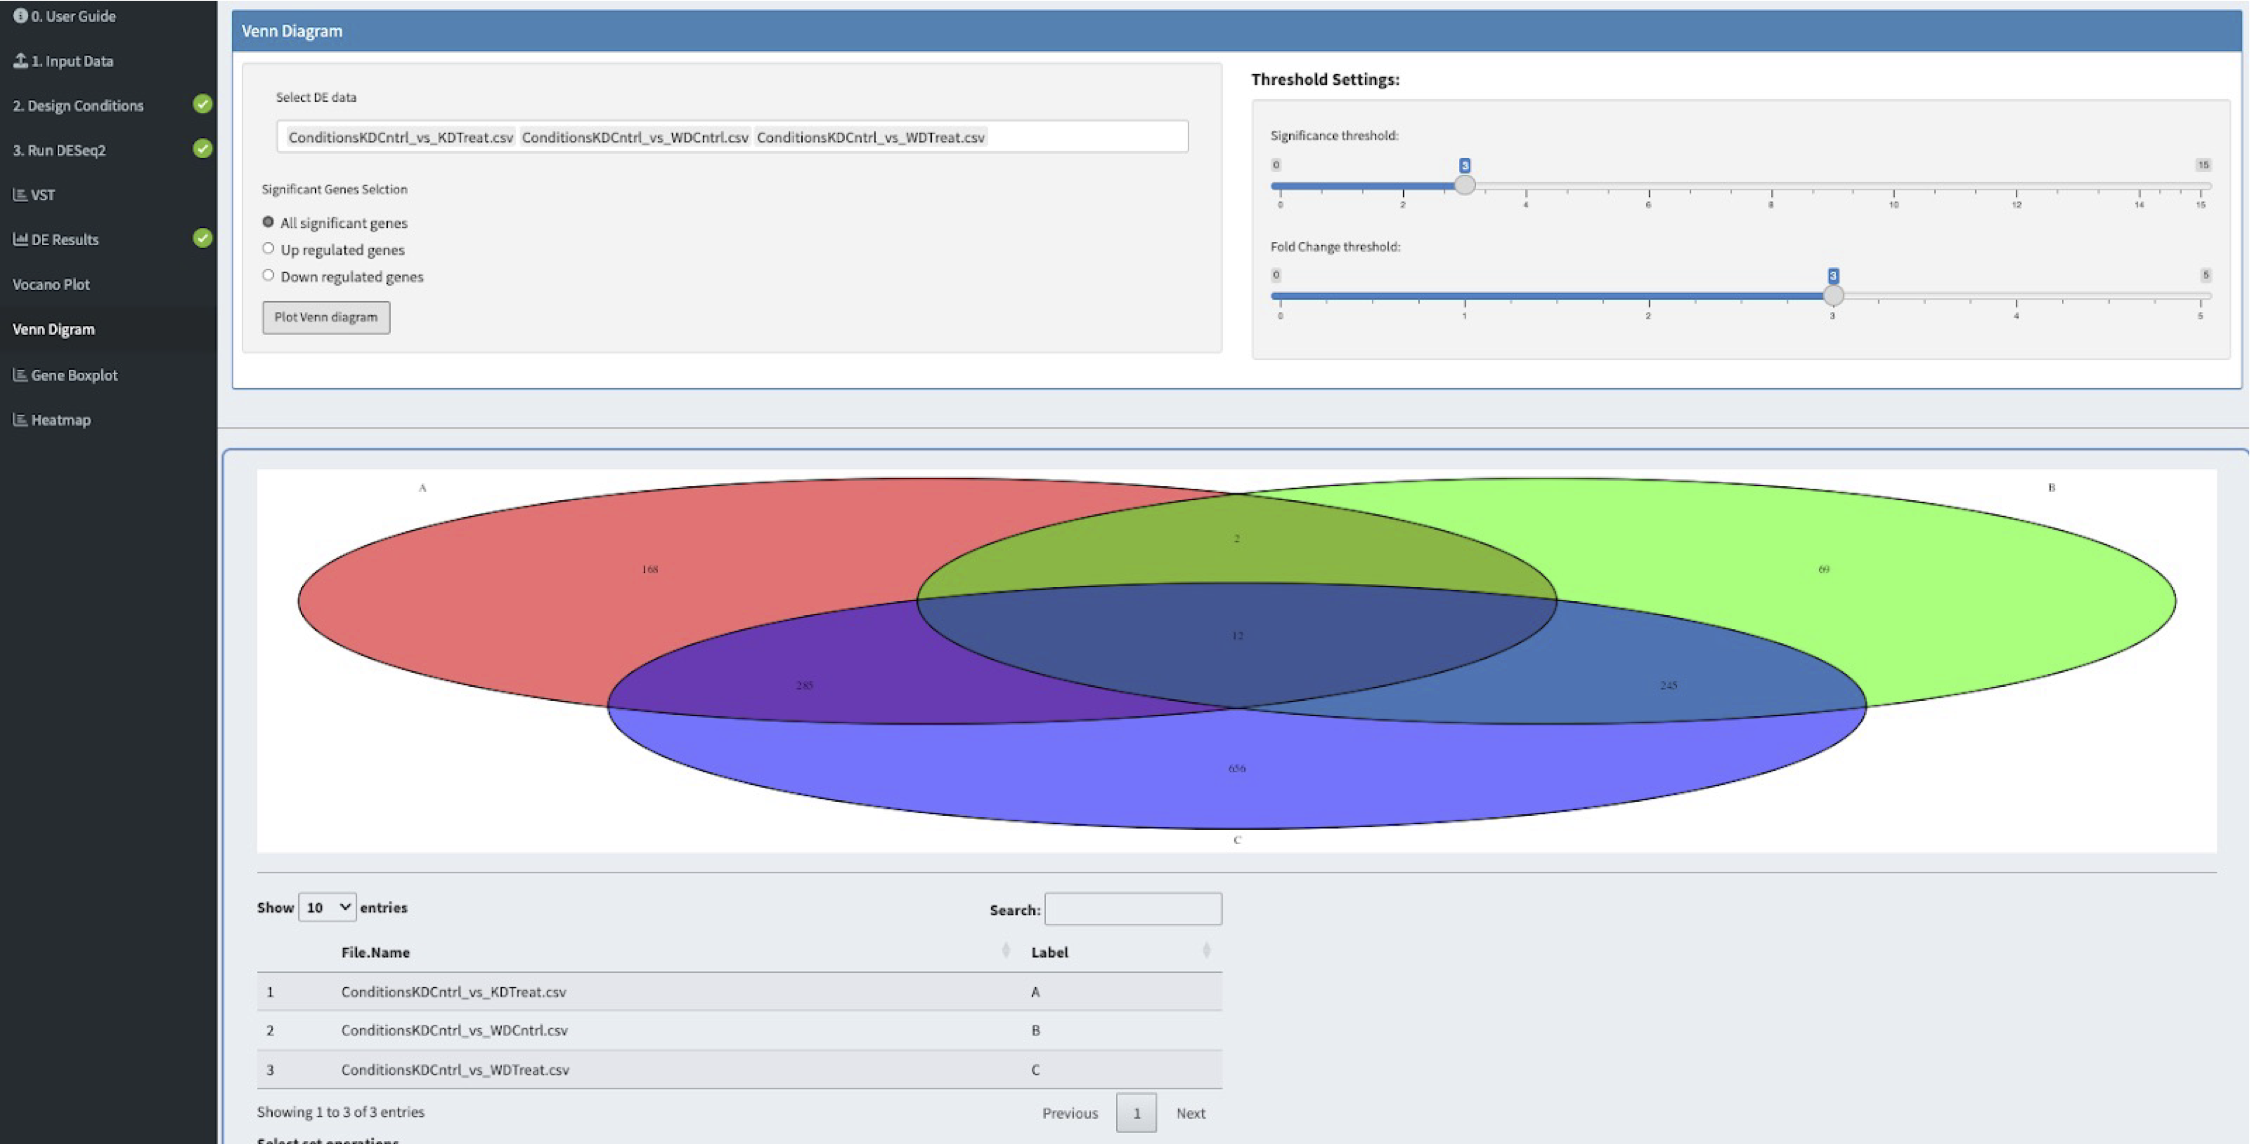 0. User Guide
1. Input Data
2. Design Conditions
3. Run DESeq2
VST
DE Results
Vocano Plot
Venn Digram
Gene Boxplot
Heatmap
Venn Diagram
Select DE data
ConditionsKDCntrl_vs_KDTreat.csv ConditionsKDCntrl_vs_WDCntrl.csv ConditionsKDCntrl_vs_WDTreat.csv
Significant Genes Selction
All significant genes
Up regulated genes
Down regulated genes
Plot Venn diagram
Threshold Settings:
Significance threshold:
0 3 15
0 2 4 6 8 10 12 14 15
Fold Change threshold:
0 3 5
0 1 2 3 4 5
A B
2
168 69
12
285 245
656
C
Show 10 entries Search:
File.Name Label
1 ConditionsKDCntrl_vs_KDTreat.csv A
2 ConditionsKDCntrl_vs_WDCntrl.csv B
3 ConditionsKDCntrl_vs_WDTreat.csv C
Showing 1 to 3 of 3 entries Previous 1 Next
Select set operations